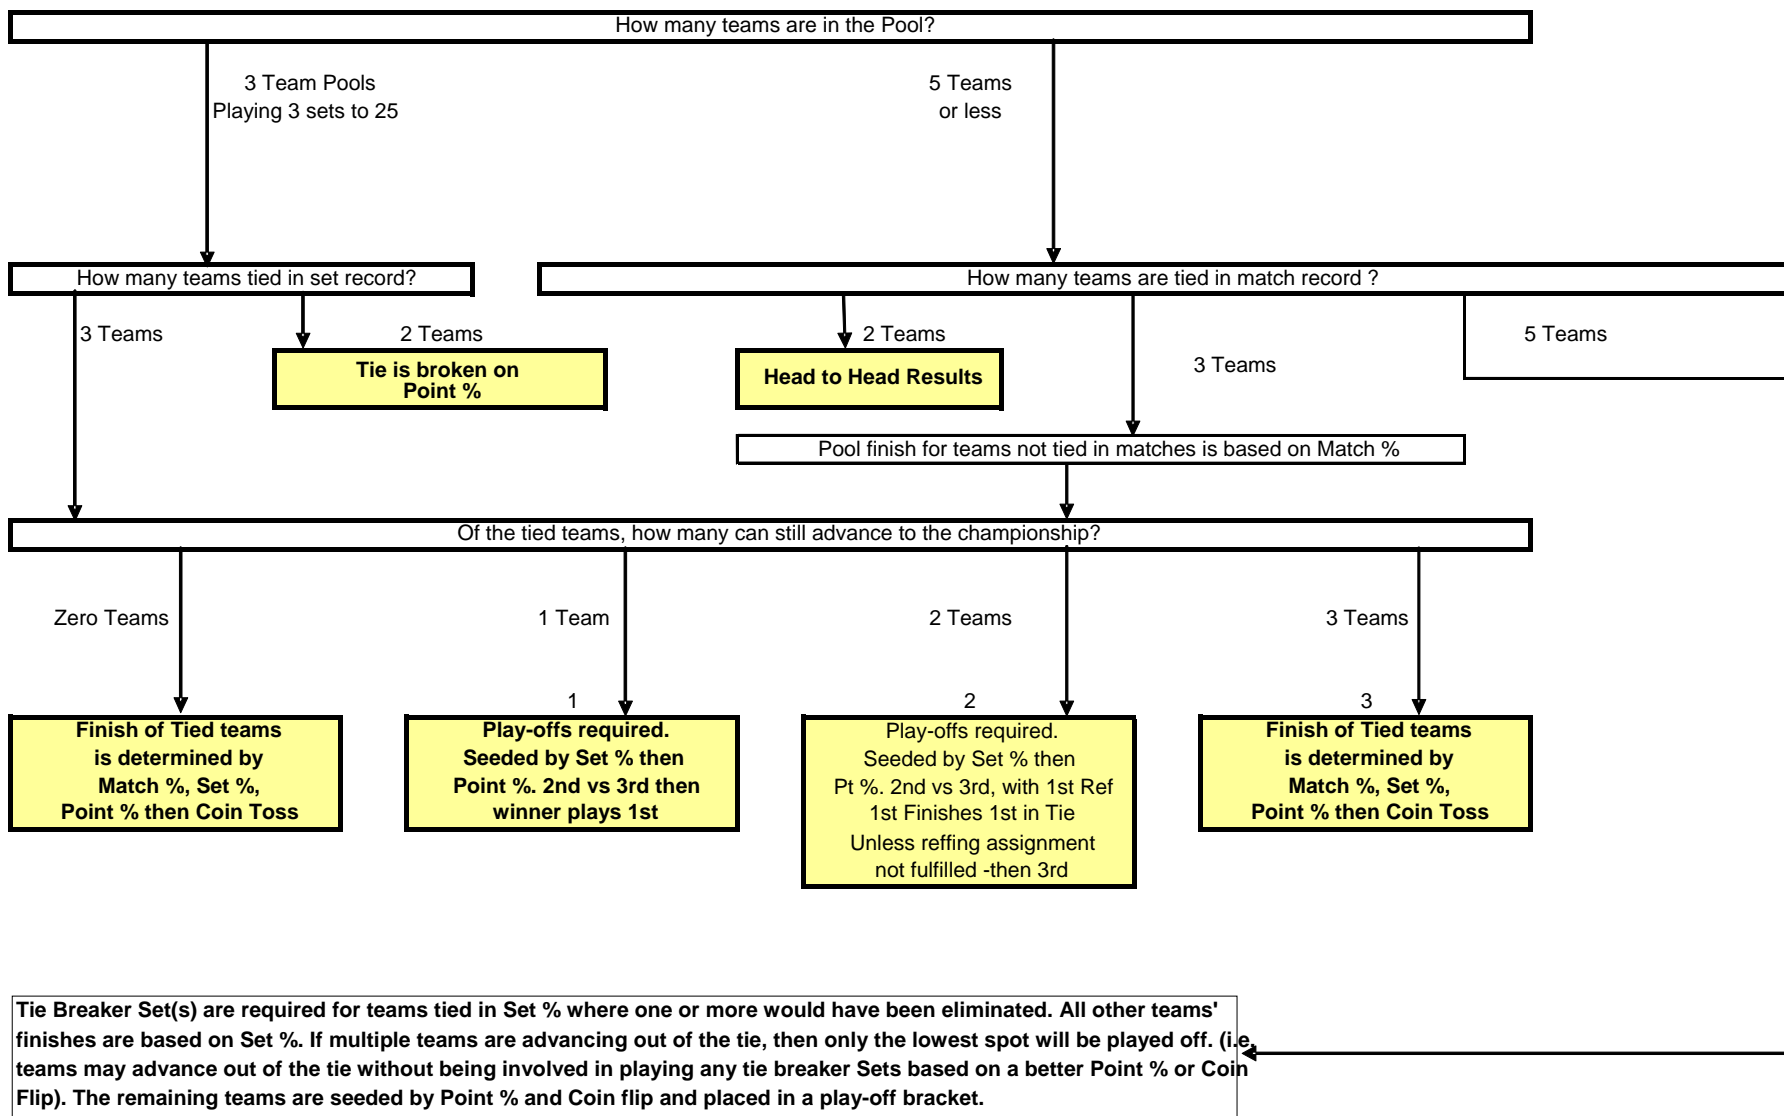 How many teams are in the Pool?
3 Team Pools
Playing 3 sets to 25
5 Teams
or less
How many teams tied in set record?
How many teams are tied in match record ?
3 Teams
2 Teams
2 Teams
3 Teams
5 Teams
Tie is broken on
Point %
Head to Head Results
Pool finish for teams not tied in matches is based on Match %
Of the tied teams, how many can still advance to the championship?
Zero Teams
1 Team
2 Teams
3 Teams
1
2
3
Finish of Tied teams
is determined by
Match %, Set %,
Point % then Coin Toss
Play-offs required.
Seeded by Set % then
Point %. 2nd vs 3rd then
winner plays 1st
Play-offs required.
Seeded by Set % then
Pt %. 2nd vs 3rd, with 1st Ref
1st Finishes 1st in Tie
Unless reffing assignment
not fulfilled -then 3rd
Finish of Tied teams
is determined by
Match %, Set %,
Point % then Coin Toss
Tie Breaker Set(s) are required for teams tied in Set % where one or more would have been eliminated. All other teams'
finishes are based on Set %. If multiple teams are advancing out of the tie, then only the lowest spot will be played off. (i.e,
teams may advance out of the tie without being involved in playing any tie breaker Sets based on a better Point % or Coin
Flip). The remaining teams are seeded by Point % and Coin flip and placed in a play-off bracket.